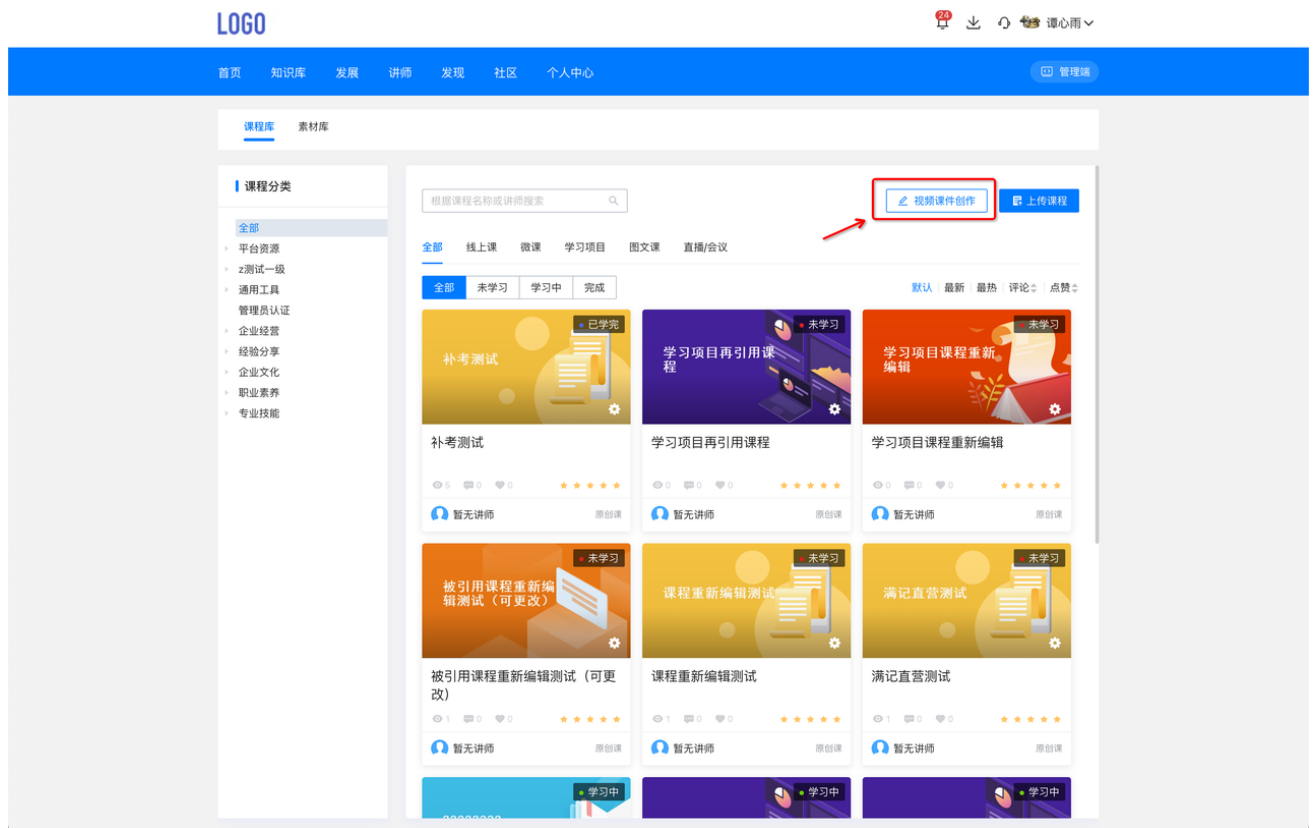 LOGO
24
谭心雨
首页 知识库 发展 讲师 发现 社区 个人中心 管理端
课程库 素材库
课程分类
全部
平台资源
z测试一级
通用工具
管理员认证
企业经营
经验分享
企业文化
职业素养
专业技能
根据课程名称或讲师搜索 视频课件创作 上传课程
全部 线上课 微课 学习项目 图文课 直播/会议
全部 未学习 学习中 完成 默认 最新 最热 评论 点赞
已学完
补考测试
补考测试
5 0 0
暂无讲师 原创课
未学习
学习项目再引用课
程
学习项目再引用课程
0 0 0
暂无讲师 原创课
未学习
学习项目课程重新
编辑
学习项目课程重新编辑
0 0 0
暂无讲师 原创课
未学习
被引用课程重新编
辑测试（可更改）
被引用课程重新编辑测试（可更
改）
1 0 0
暂无讲师 原创课
未学习
课程重新编辑测试
课程重新编辑测试
1 0 0
暂无讲师 原创课
未学习
满记直营测试
满记直营测试
1 0 0
暂无讲师 原创课
学习中
学习中
学习中